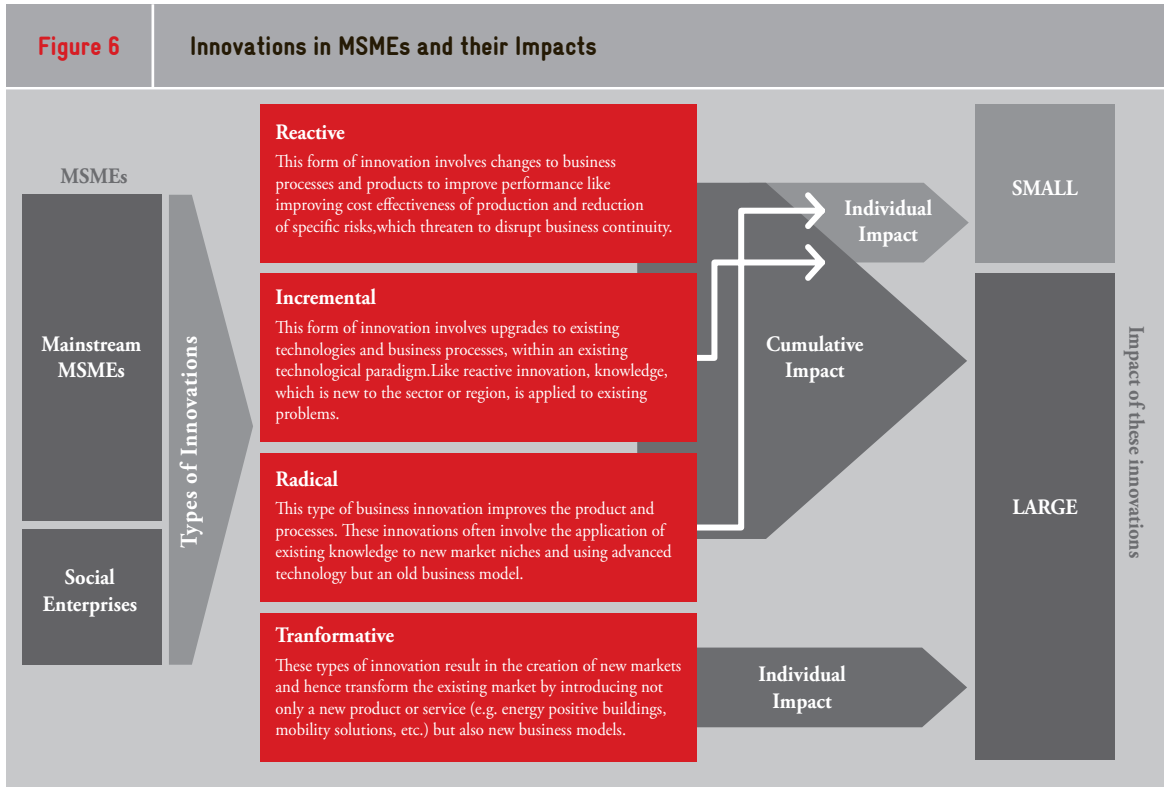 Figure 6
Innovations in MSMEs and their Impacts
MSMEs
Mainstream
MSMEs
Social
Enterprises
Types of Innovations
Reactive
This form of innovation involves changes to business
processes and products to improve performance like
improving cost effectiveness of production and reduction
of specific risks,which threaten to disrupt business continuity.
Incremental
This form of innovation involves upgrades to existing
technologies and business processes, within an existing
technological paradigm.Like reactive innovation, knowledge,
which is new to the sector or region, is applied to existing
problems.
Radical
This type of business innovation improves the product and
processes. These innovations often involve the application of
existing knowledge to new market niches and using advanced
technology but an old business model.
Tranformative
These types of innovation result in the creation of new markets
and hence transform the existing market by introducing not
only a new product or service (e.g. energy positive buildings,
mobility solutions, etc.) but also new business models.
Individual
Impact
Cumulative
Impact
Individual
Impact
SMALL
LARGE
Impact of these innovations